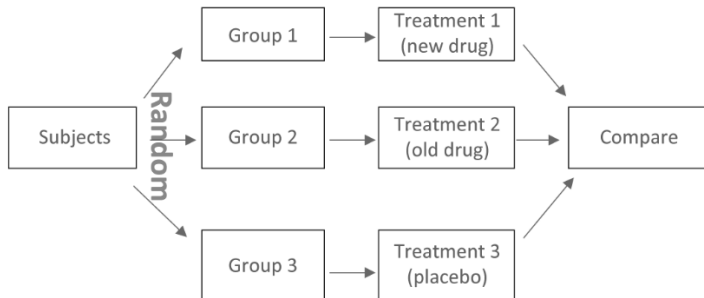 Subjects
Random
Group 1
Treatment 1
(new drug)
Group 2
Treatment 2
(old drug)
Group 3
Treatment 3
(placebo)
Compare